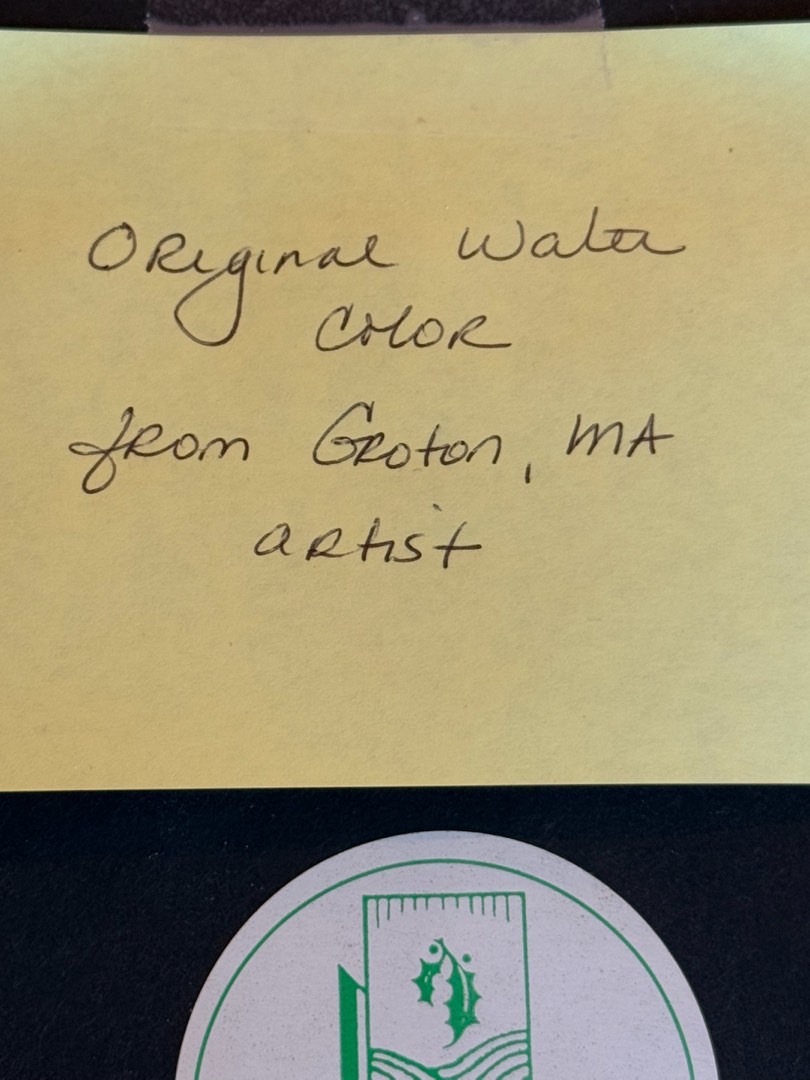 Original Water
Color
from Groton, MA
artist